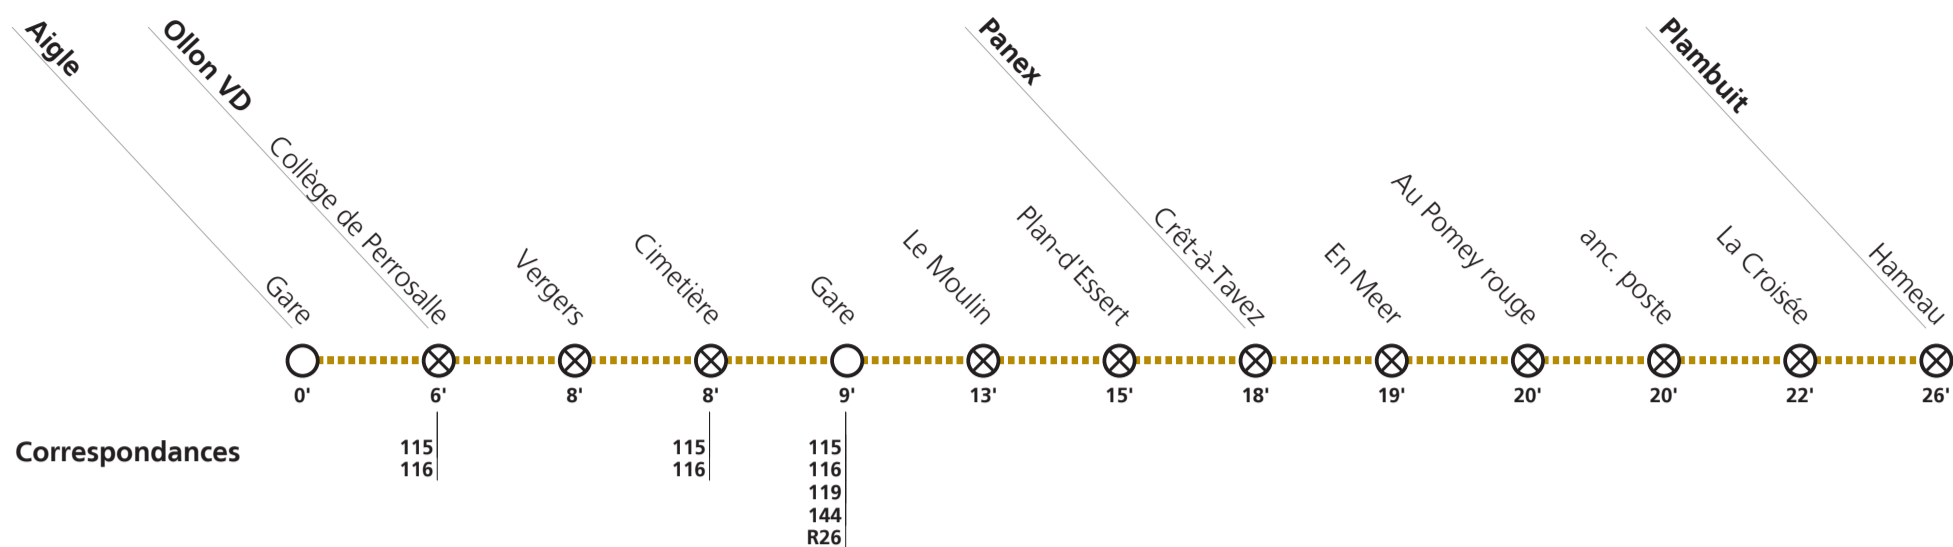 Aigle
Ollon VD
Panex
Plambuit
Gare
Collège de Perrosalle
Vergers
Cimetière
Gare
Le Moulin
Plan-d'Essert
Crêt-à-Tavez
En Meer
Au Pomey rouge
anc. poste
La Croisée
Hameau
0' 6' 8' 8' 9' 13' 15' 18' 19' 20' 20' 22' 26'
Correspondances
115
116
115
116
115
116
119
144
R26